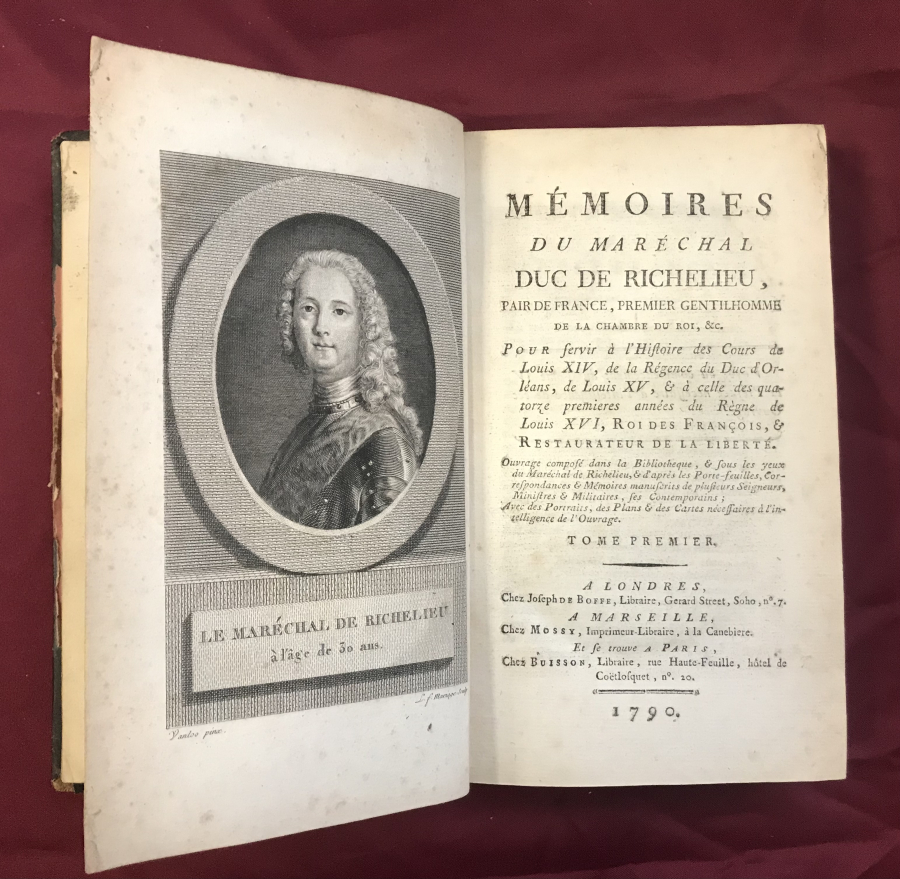 LE MARÉCHAL DE RICHELIEU
à l'âge de 30 ans.
Vanloo pinx.
MÉMOIRES
DU MARÉCHAL
DUC DE RICHELIEU,
PAIR DE FRANCE, PREMIER GENTILHOMME
DE LA CHAMBRE DU ROI, &c.
POUR ſervir à l'Hiſtoire des Cours de
Louis XIV, de la Régence du Duc d'Or-
léans, de Louis XV, & à celle des qua-
torze premieres années du Règne de
Louis XVI, ROI DES FRANÇOIS, &
RESTAURATEUR DE LA LIBERTÉ.
Ouvrage compoſé dans la Bibliotheque, & ſous les yeux
du Maréchal de Richelieu, & d'après les Porte-feuilles, Cor-
reſpondances & Mémoires manuſcrits de pluſieurs Seigneurs,
Miniſtres & Militaires, ſes Contemporains;
Avec des Portraits, des Plans & des Cartes néceſſaires à l'in-
telligence de l'Ouvrage.
TOME PREMIER.
A LONDRES,
Chez Joſeph DE BOFFE, Libraire, Gerard Street, Soho, nº. 7.
A MARSEILLE,
Chez MOSSY, Imprimeur-Libraire, à la Canebiere.
Et ſe trouve A PARIS,
Chez BUISSON, Libraire, rue Haute-Feuille, hôtel de
Coëtloſquet, nº. 20.
1790.